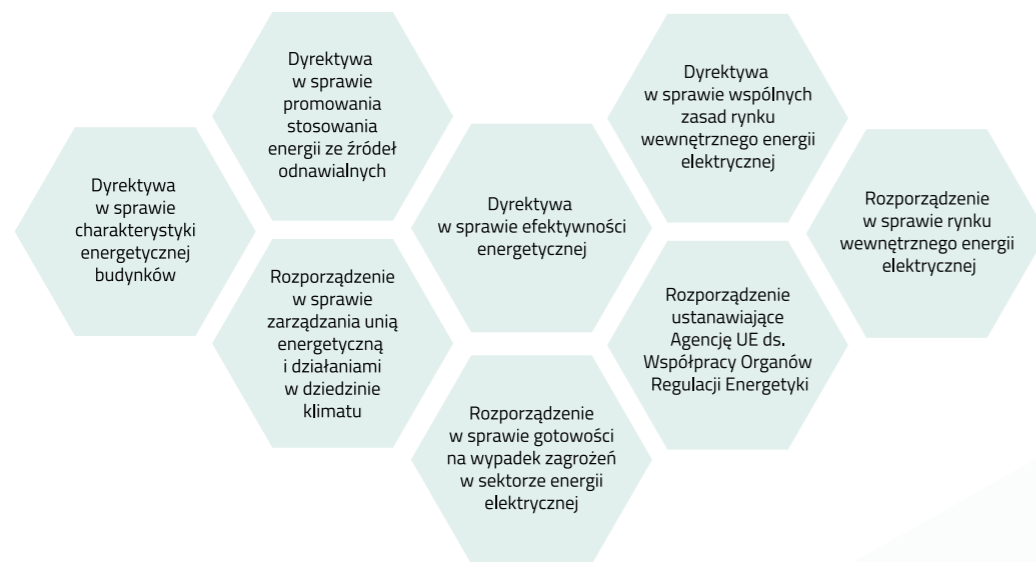 Dyrektywa
w sprawie
charakterystyki
energetycznej
budynków
Dyrektywa
w sprawie
promowania
stosowania
energii ze źródeł
odnawialnych
Rozporządzenie
w sprawie
zarządzania unią
energetyczną
i działaniami
w dziedzinie
klimatu
Dyrektywa
w sprawie efektywności
energetycznej
Rozporządzenie
w sprawie gotowości
na wypadek zagrożeń
w sektorze energii
elektrycznej
Dyrektywa
w sprawie wspólnych
zasad rynku
wewnętrznego energii
elektrycznej
Rozporządzenie
ustanawiające
Agencję UE ds.
Współpracy Organów
Regulacji Energetyki
Rozporządzenie
w sprawie rynku
wewnętrznego energii
elektrycznej